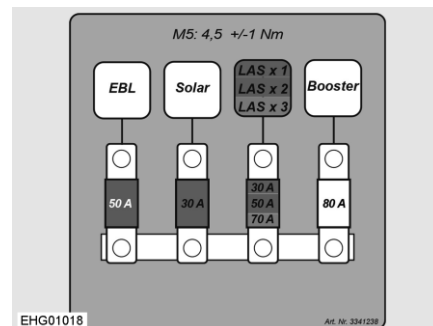 M5: 4,5 +/-1 Nm
EBL
Solar
LAS x 1
LAS x 2
LAS x 3
Booster
50 A
30 A
30 A
50 A
70 A
80 A
EHG01018
Art. Nr. 3341238